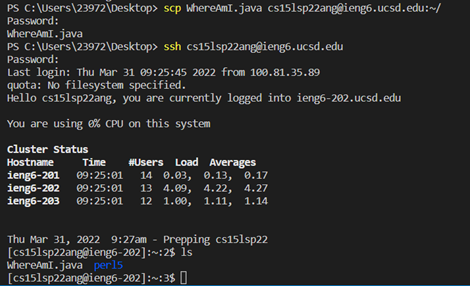 PS C:\Users\23972\Desktop> scp WhereAmI.java cs15lsp22ang@ieng6.ucsd.edu:~/
Password:
WhereAmI.java
PS C:\Users\23972\Desktop> ssh cs15lsp22ang@ieng6.ucsd.edu
Password:
Last login: Thu Mar 31 09:25:45 2022 from 100.81.35.89
quota: No filesystem specified.
Hello cs15lsp22ang, you are currently logged into ieng6-202.ucsd.edu
You are using 0% CPU on this system
Cluster Status
Hostname Time #Users Load Averages
ieng6-201 09:25:01 14 0.03, 0.13, 0.17
ieng6-202 09:25:01 13 4.09, 4.22, 4.27
ieng6-203 09:25:01 12 1.00, 1.11, 1.14
Thu Mar 31, 2022 9:27am - Prepping cs15lsp22
[cs15lsp22ang@ieng6-202]:~:2$ ls
WhereAmI.java perl5
[cs15lsp22ang@ieng6-202]:~:3$